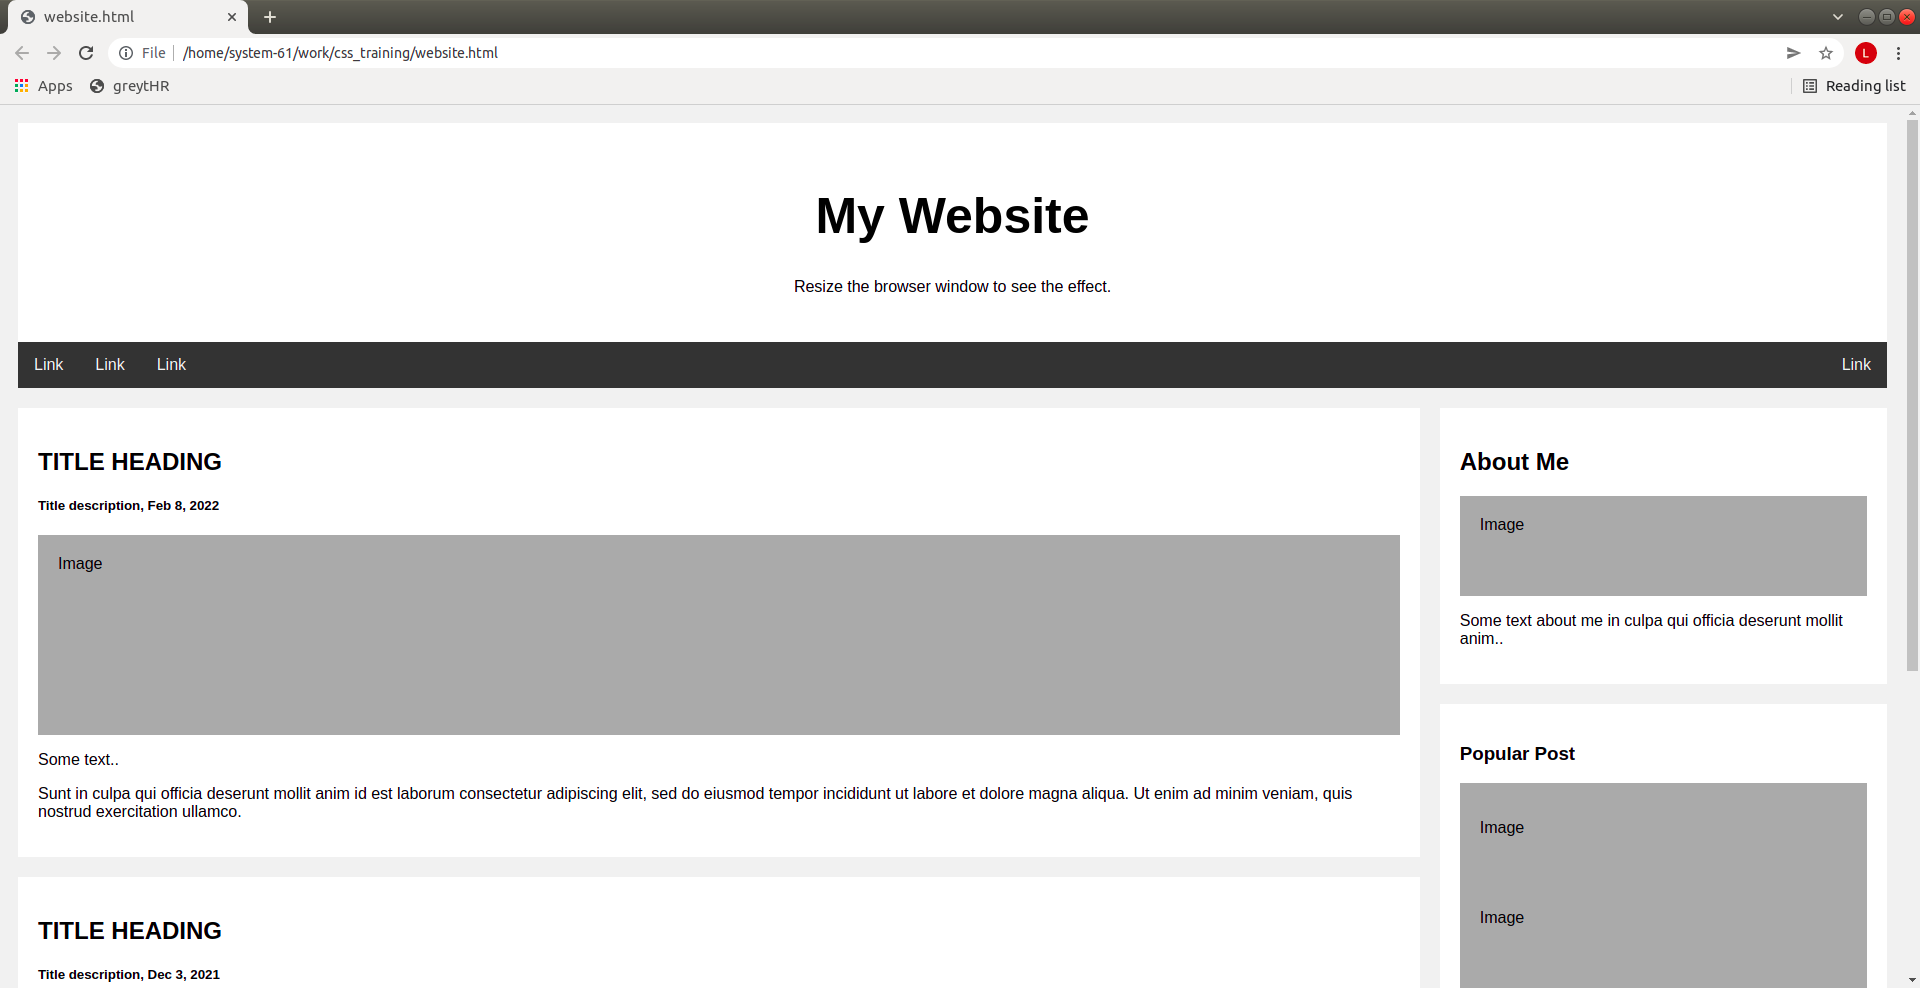 website.html
File /home/system-61/work/css_training/website.html
L
Apps greytHR Reading list
My Website
Resize the browser window to see the effect.
Link Link Link Link
TITLE HEADING
Title description, Feb 8, 2022
Image
Some text..
Sunt in culpa qui officia deserunt mollit anim id est laborum consectetur adipiscing elit, sed do eiusmod tempor incididunt ut labore et dolore magna aliqua. Ut enim ad minim veniam, quis
nostrud exercitation ullamco.
TITLE HEADING
Title description, Dec 3, 2021
About Me
Image
Some text about me in culpa qui officia deserunt mollit
anim..
Popular Post
Image
Image